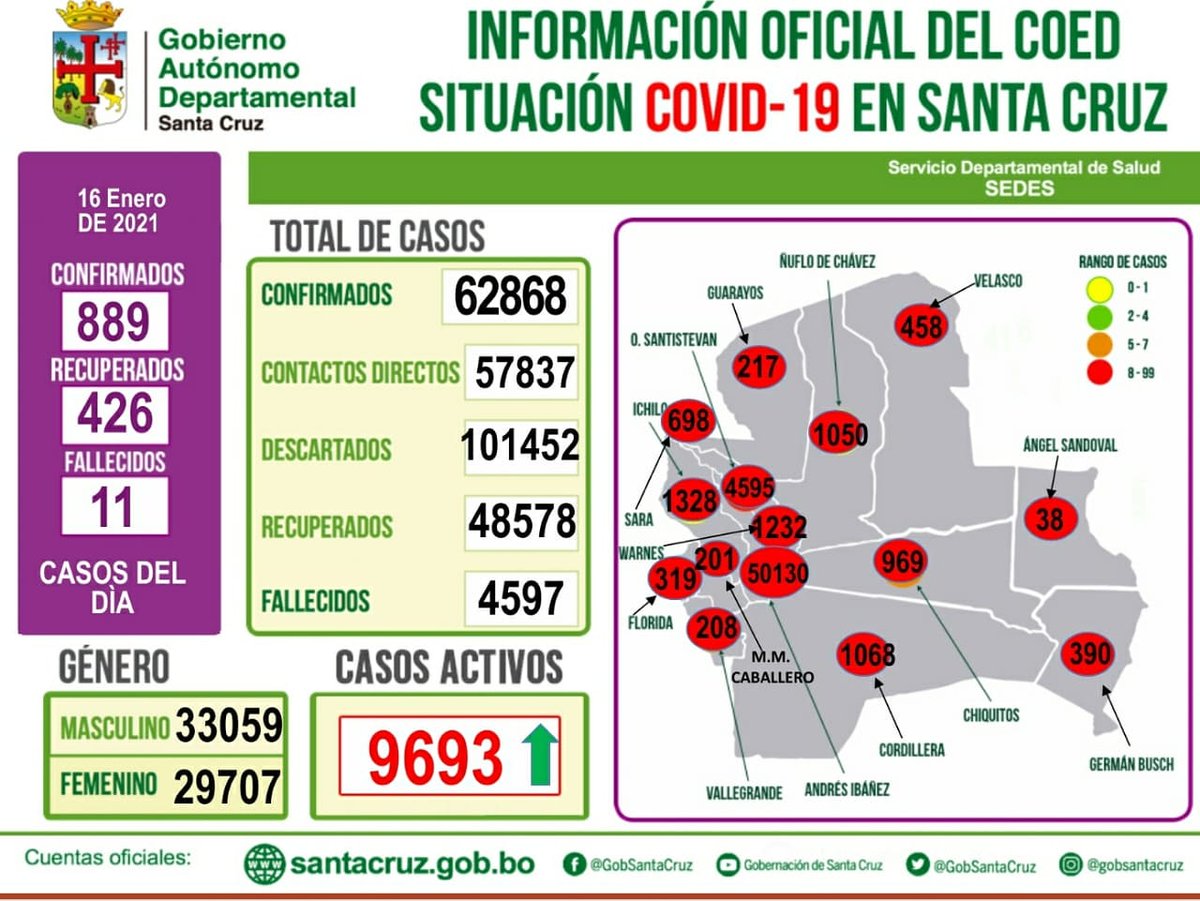 Gobierno
Autónomo
Departamental
Santa Cruz
INFORMACIÓN OFICIAL DEL COED
SITUACIÓN COVID-19 EN SANTA CRUZ
Servicio Departamental de Salud
SEDES
16 Enero
DE 2021
CONFIRMADOS
889
RECUPERADOS
426
FALLECIDOS
11
CASOS DEL
DÌA
TOTAL DE CASOS
CONFIRMADOS 62868
CONTACTOS DIRECTOS 57837
DESCARTADOS 101452
RECUPERADOS 48578
FALLECIDOS 4597
GÉNERO
MASCULINO 33059
FEMENINO 29707
CASOS ACTIVOS
9693
RANGO DE CASOS
0 - 1
2 - 4
5 - 7
8 - 99
ÑUFLO DE CHÁVEZ
VELASCO
GUARAYOS
458
O. SANTISTEVAN
217
ICHILO
698
1050
ÁNGEL SANDOVAL
4595
1328
38
SARA
1232
WARNES
201
969
50130
319
FLORIDA
208
M.M.
CABALLERO
1068
390
CHIQUITOS
CORDILLERA
GERMÁN BUSCH
VALLEGRANDE
ANDRÉS IBÁÑEZ
Cuentas oficiales:
www
santacruz.gob.bo
@GobSantaCruz
Gobernación de Santa Cruz
@GobSantaCruz
@gobsantacruz